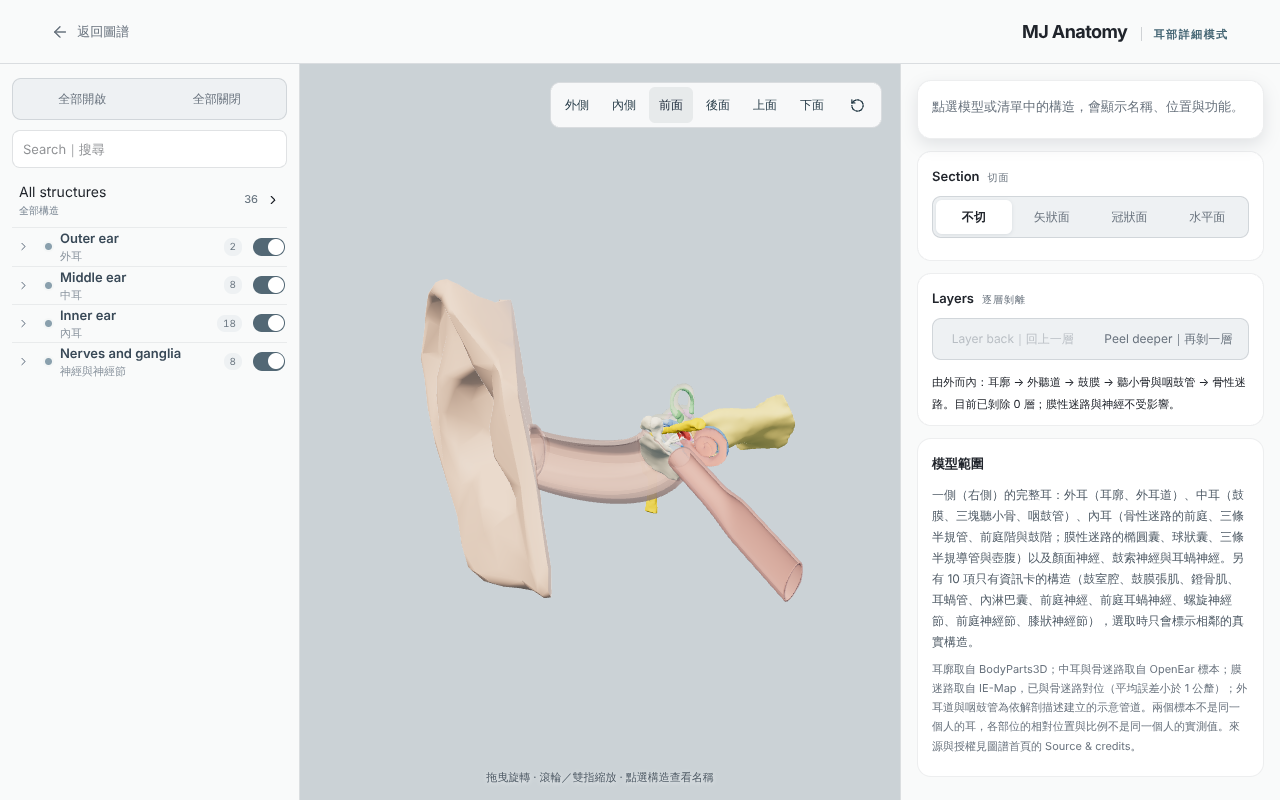 返回圖譜
MJ Anatomy
耳部詳細模式
全部開啟
全部關閉
Search｜搜尋
All structures
全部構造
36
Outer ear
外耳
2
Middle ear
中耳
8
Inner ear
內耳
18
Nerves and ganglia
神經與神經節
8
外側
內側
前面
後面
上面
下面
拖曳旋轉 · 滾輪／雙指縮放 · 點選構造查看名稱
點選模型或清單中的構造，會顯示名稱、位置與功能。
Section 切面
不切
矢狀面
冠狀面
水平面
Layers 逐層剝離
Layer back｜回上一層
Peel deeper｜再剝一層
由外而內：耳廓 → 外聽道 → 鼓膜 → 聽小骨與咽鼓管 → 骨性迷
路。目前已剝除 0 層；膜性迷路與神經不受影響。
模型範圍
一側（右側）的完整耳：外耳（耳廓、外耳道）、中耳（鼓
膜、三塊聽小骨、咽鼓管）、內耳（骨性迷路的前庭、三條
半規管、前庭階與鼓階；膜性迷路的橢圓囊、球狀囊、三條
半規導管與壺腹）以及顏面神經、鼓索神經與耳蝸神經。另
有 10 項只有資訊卡的構造（鼓室腔、鼓膜張肌、鐙骨肌、
耳蝸管、內淋巴囊、前庭神經、前庭耳蝸神經、螺旋神經
節、前庭神經節、膝狀神經節），選取時只會標示相鄰的真
實構造。
耳廓取自 BodyParts3D；中耳與骨迷路取自 OpenEar 標本；膜
迷路取自 IE-Map，已與骨迷路對位（平均誤差小於 1 公釐）；外
耳道與咽鼓管為依解剖描述建立的示意管道。兩個標本不是同一
個人的耳，各部位的相對位置與比例不是同一個人的實測值。來
源與授權見圖譜首頁的 Source & credits。